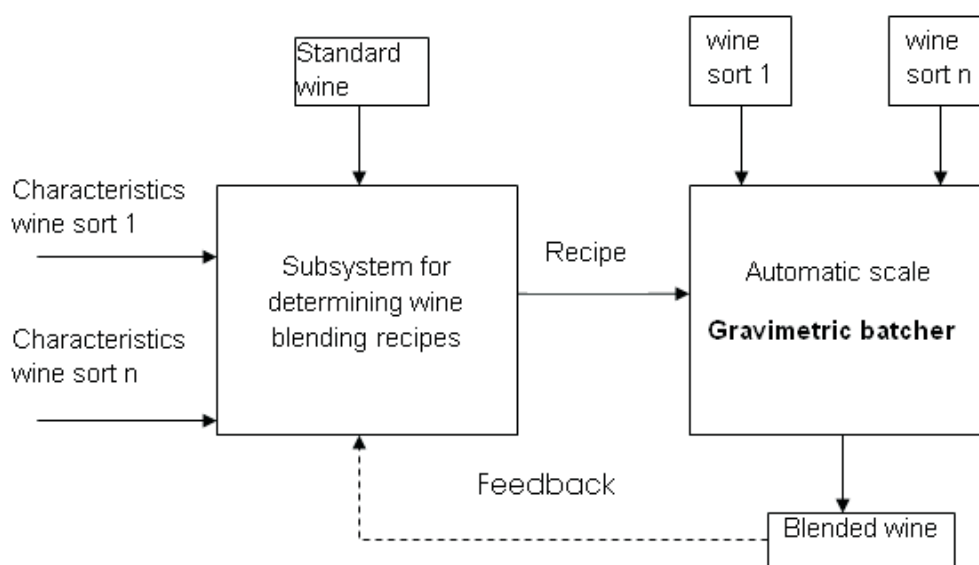 Standard
wine
wine
sort 1
wine
sort n
Characteristics
wine sort 1
Subsystem for
determining wine
blending recipes
Recipe
Automatic scale
Gravimetric batcher
Characteristics
wine sort n
Feedback
Blended wine